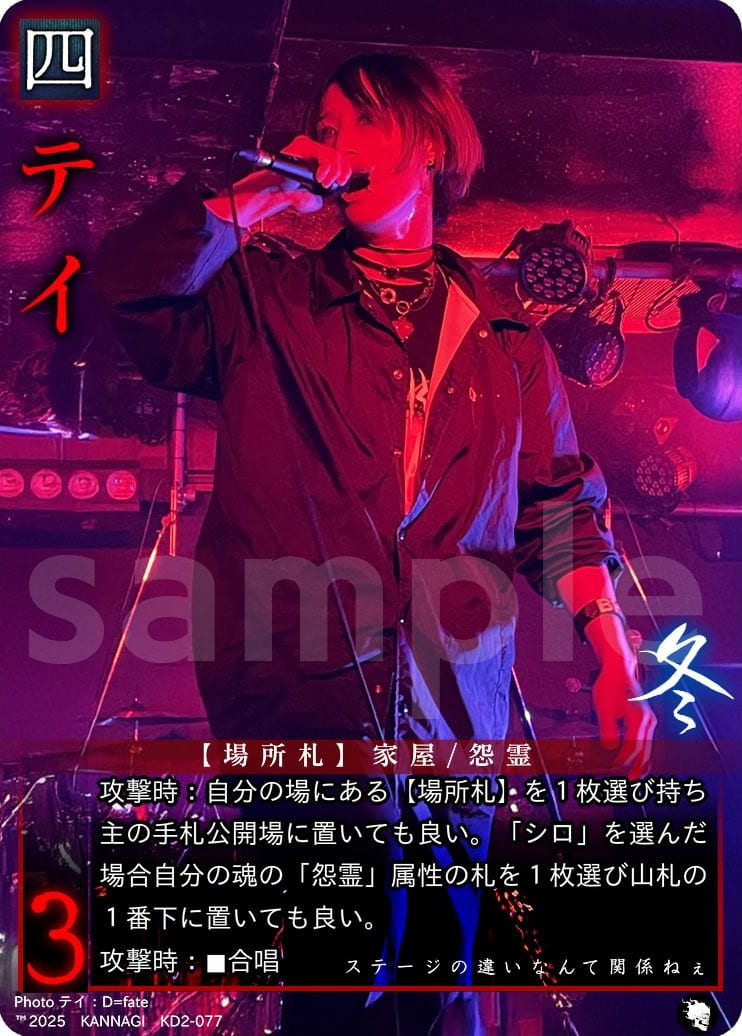 四
テイ
sample
冬
【場所札】家屋/怨霊
攻撃時：自分の場にある【場所札】を１枚選び持ち
主の手札公開場に置いても良い。「シロ」を選んだ
場合自分の魂の「怨霊」属性の札を１枚選び山札の
１番下に置いても良い。
攻撃時：■合唱
ステージの違いなんて関係ねぇ
3
Photo テイ：D=fate
™2025 KANNAGI KD2-077